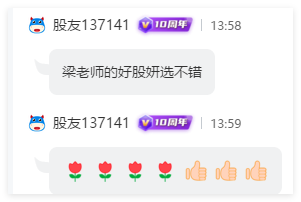 股友137141 10周年 | 13:58
梁老师的好股妍选不错
股友137141 10周年 | 13:59
🌹🌹🌹🌹👍👍👍